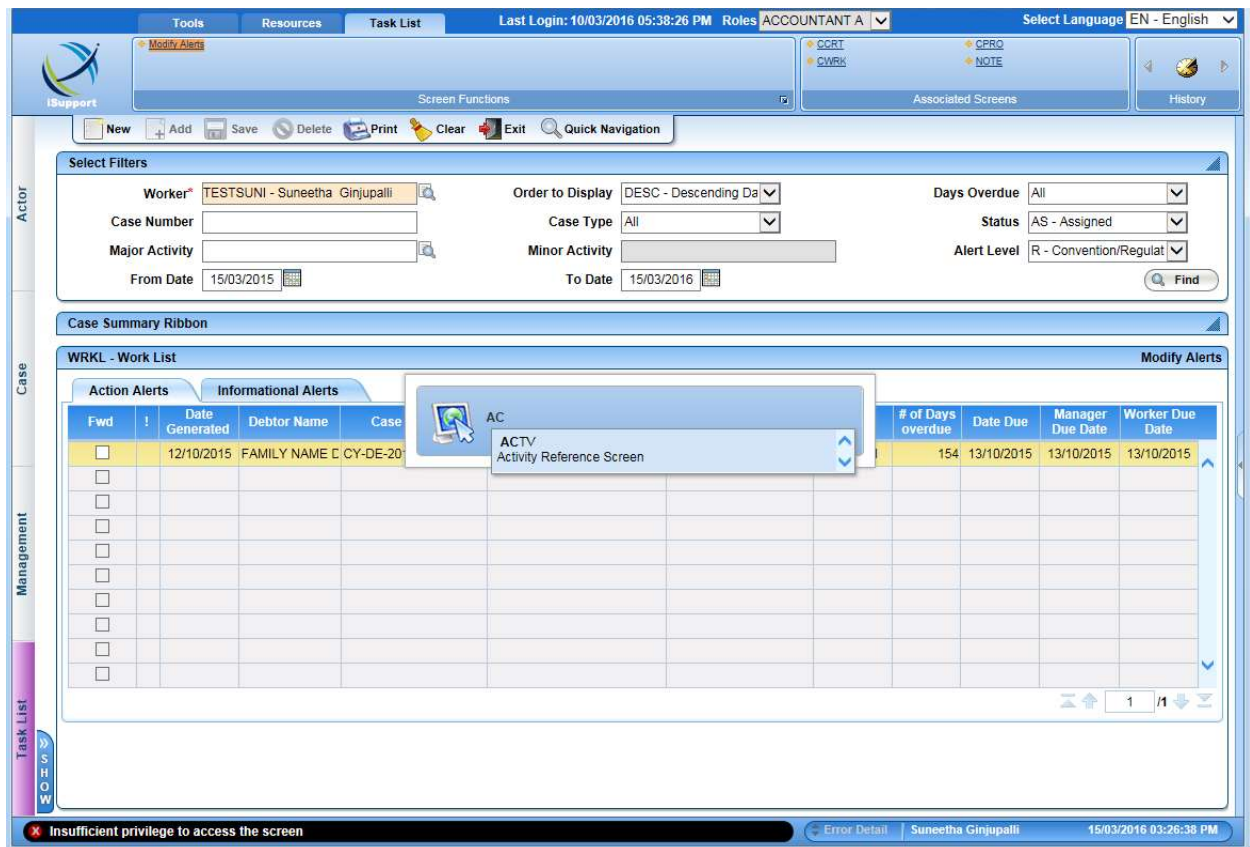 Tools Resources Task List Last Login: 10/03/2016 05:38:26 PM Roles ACCOUNTANT A Select Language EN - English
Modify Alerts
CCRT CPRO
CWRK NOTE
iSupport Screen Functions Associated Screens History
New Add Save Delete Print Clear Exit Quick Navigation
Select Filters
Worker* TESTSUNI - Suneetha Ginjupalli Order to Display DESC - Descending Da Days Overdue All
Case Number Case Type All Status AS - Assigned
Major Activity Minor Activity Alert Level R - Convention/Regulat
From Date 15/03/2015 To Date 15/03/2016 Find
Case Summary Ribbon
WRKL - Work List Modify Alerts
Action Alerts Informational Alerts
Fwd ! Date Generated Debtor Name Case # of Days overdue Date Due Manager Due Date Worker Due Date
AC
ACTV
Activity Reference Screen
12/10/2015 FAMILY NAME D CY-DE-20 154 13/10/2015 13/10/2015 13/10/2015
1 /1
Actor
Case
Management
Task List
SHOW
Insufficient privilege to access the screen Error Detail Suneetha Ginjupalli 15/03/2016 03:26:38 PM